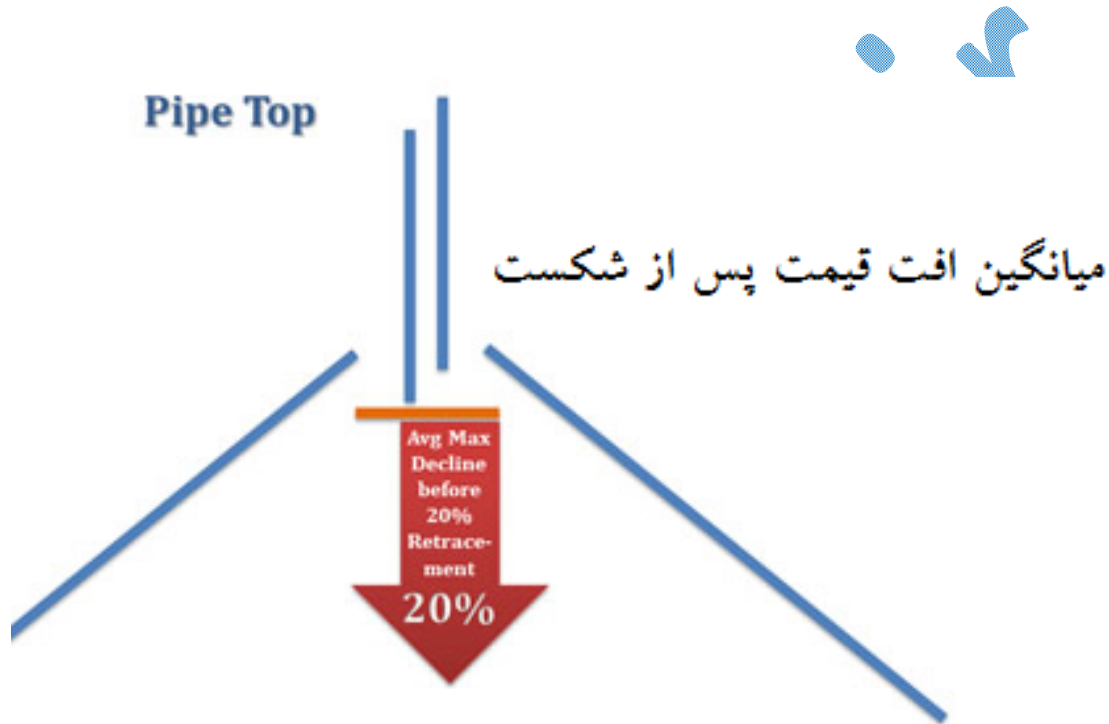 Pipe Top
میانگین افت قیمت پس از شکست
Avg Max
Decline
before
20%
Retrace-
ment
20%